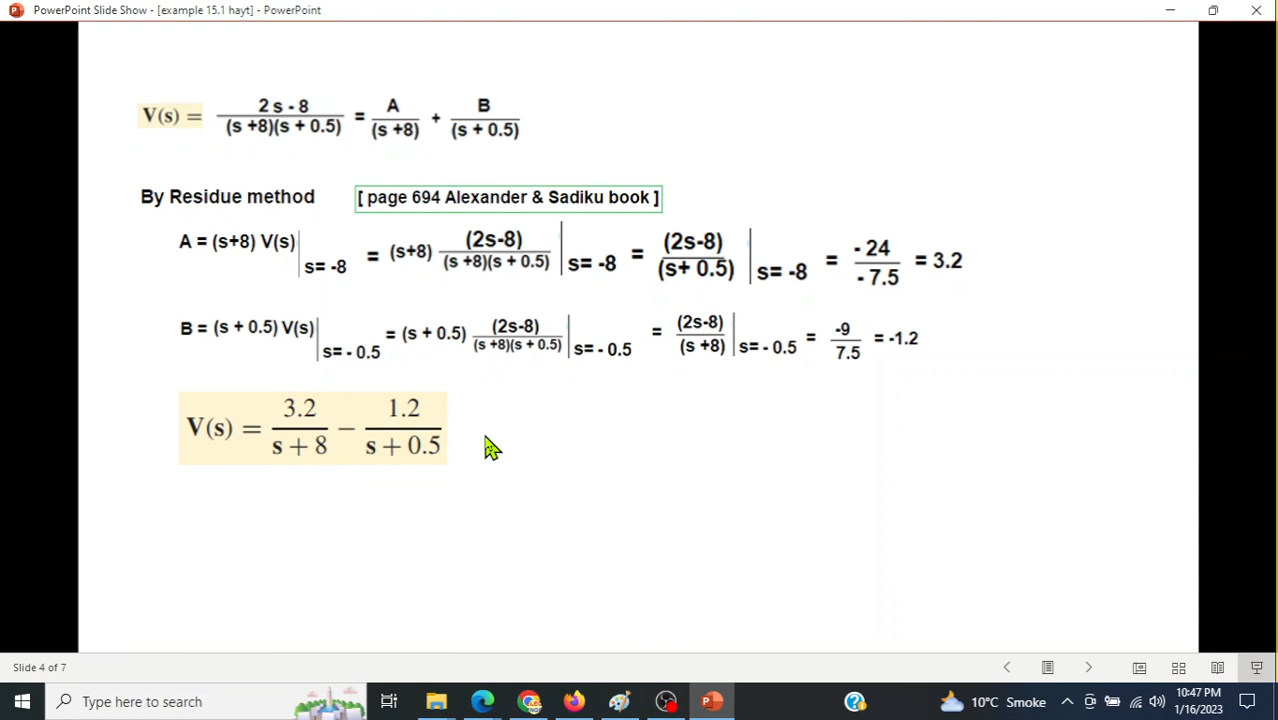 PowerPoint Slide Show - [example 15.1 hayt] - PowerPoint
V(s) = 2 s - 8 / (s +8)(s + 0.5) = A / (s +8) + B / (s + 0.5)
By Residue method [ page 694 Alexander & Sadiku book ]
A = (s+8) V(s) | s= -8 = (s+8) (2s-8) / (s +8)(s + 0.5) | s= -8 = (2s-8) / (s+ 0.5) | s= -8 = - 24 / - 7.5 = 3.2
B = (s + 0.5) V(s) | s= - 0.5 = (s + 0.5) (2s-8) / (s +8)(s + 0.5) | s= - 0.5 = (2s-8) / (s +8) | s= - 0.5 = -9 / 7.5 = -1.2
V(s) = 3.2 / s + 8 − 1.2 / s + 0.5
Slide 4 of 7
Type here to search
10°C Smoke
10:47 PM
1/16/2023